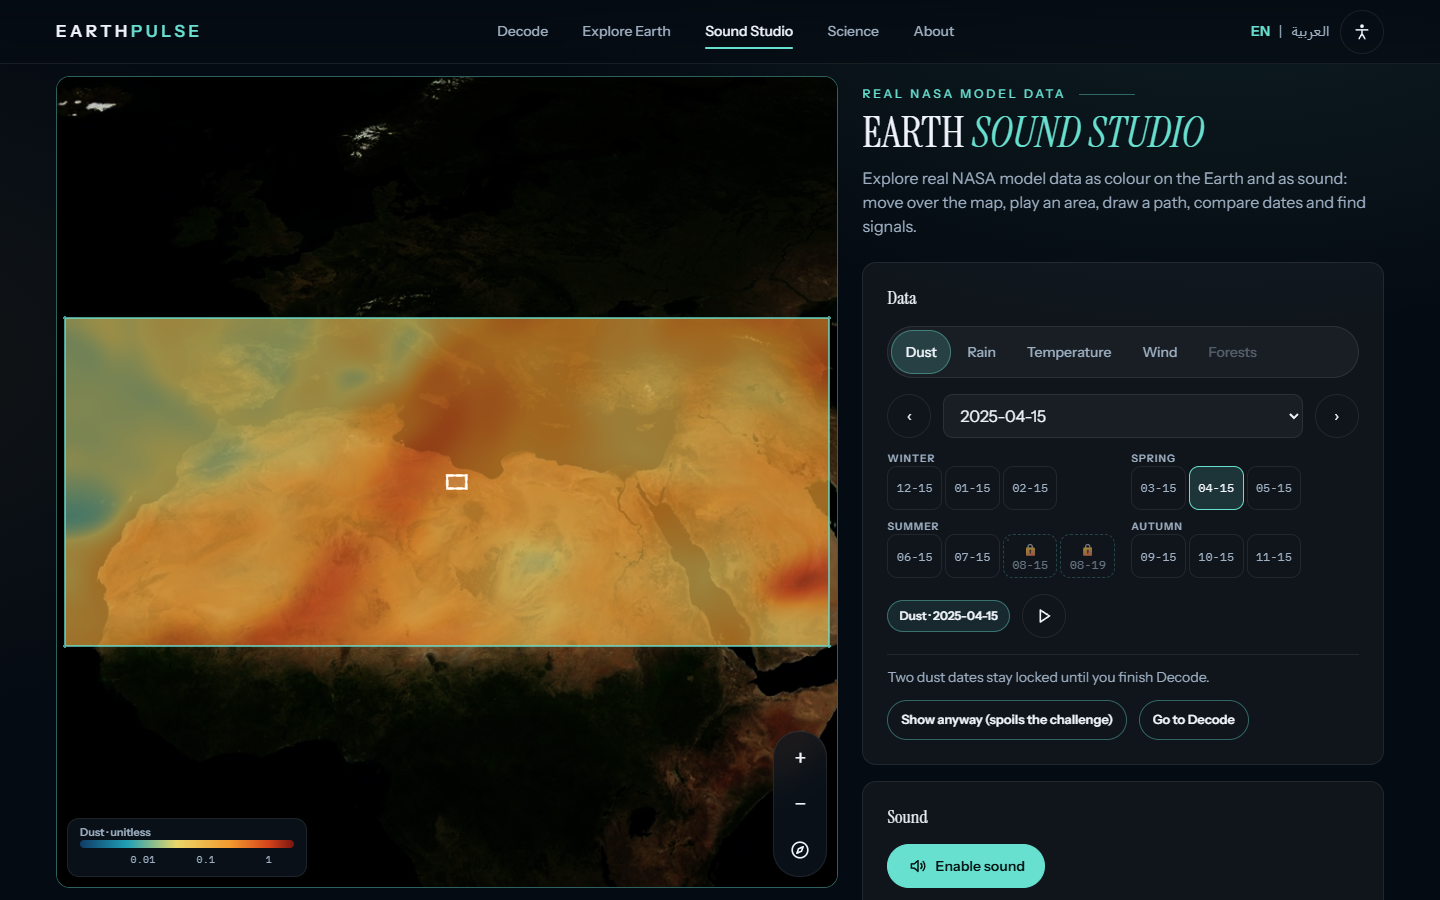 EARTHPULSE
Decode
Explore Earth
Sound Studio
Science
About
EN | العربية
REAL NASA MODEL DATA
EARTH SOUND STUDIO
Explore real NASA model data as colour on the Earth and as sound:
move over the map, play an area, draw a path, compare dates and find
signals.
Data
Dust
Rain
Temperature
Wind
Forests
‹
2025-04-15
›
WINTER
12-15
01-15
02-15
SPRING
03-15
04-15
05-15
SUMMER
06-15
07-15
08-15
08-19
AUTUMN
09-15
10-15
11-15
Dust·2025-04-15
Two dust dates stay locked until you finish Decode.
Show anyway (spoils the challenge)
Go to Decode
Sound
Enable sound
+
−
Dust·unitless
0.01 0.1 1